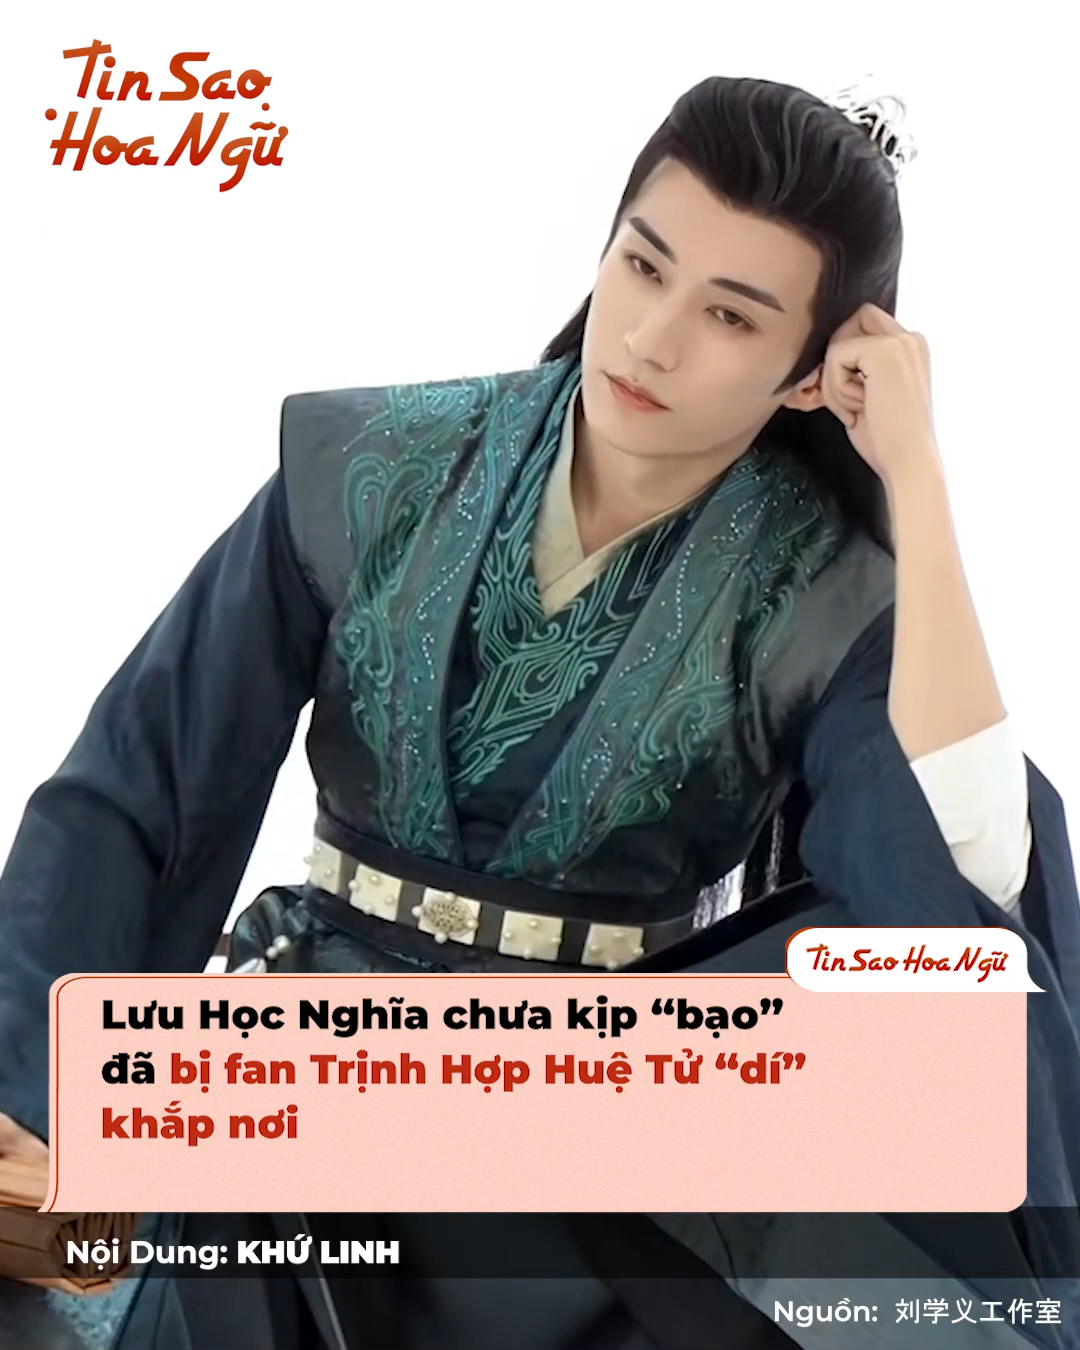 Tin Sao
Hoa Ngữ
Tin Sao Hoa Ngữ
Lưu Học Nghĩa chưa kịp “bạo”
đã bị fan Trịnh Hợp Huệ Tử “dí”
khắp nơi
Nội Dung: KHỨ LINH
Nguồn: 刘学义工作室